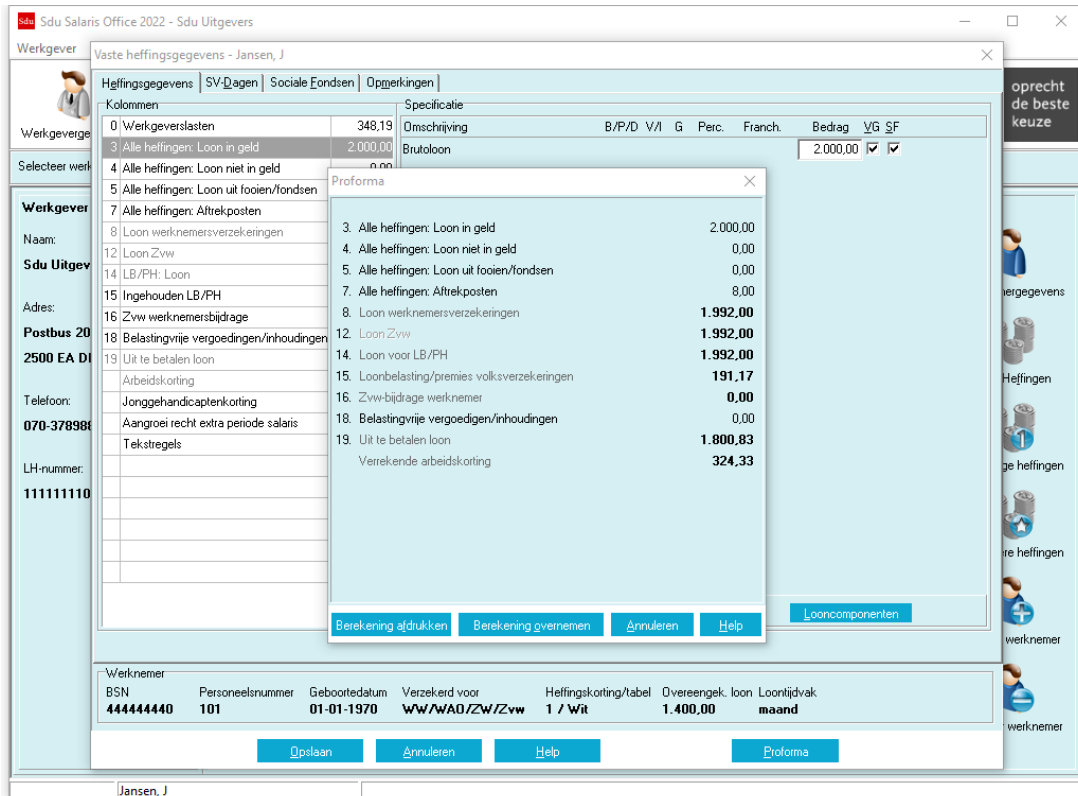 Sdu Sdu Salaris Office 2022 - Sdu Uitgevers
Werkgever
Vaste heffingsgegevens - Jansen, J
oprecht
de beste
keuze
Heffingsgegevens SV-Dagen Sociale Fondsen Opmerkingen
Kolommen Specificatie
0 Werkgeverslasten 348,19 Omschrijving B/P/D V/I G Perc. Franch. Bedrag VG SF
3 Alle heffingen: Loon in geld 2.000,00 Brutoloon 2.000,00
4 Alle heffingen: Loon niet in geld 0,00
5 Alle heffingen: Loon uit fooien/fondsen
7 Alle heffingen: Aftrekposten
8 Loon werknemersverzekeringen
12 Loon Zvw
14 LB/PH: Loon
15 Ingehouden LB/PH
16 Zvw werknemersbijdrage
18 Belastingvrije vergoedingen/inhoudingen
19 Uit te betalen loon
Arbeidskorting
Jonggehandicaptenkorting
Aangroei recht extra periode salaris
Tekstregels
Werkgeverge
Selecteer werk
Werkgever
Naam:
Sdu Uitgev
Adres:
Postbus 20
2500 EA D
Telefoon:
070-378988
LH-nummer:
111111110
Proforma
3. Alle heffingen: Loon in geld 2.000,00
4. Alle heffingen: Loon niet in geld 0,00
5. Alle heffingen: Loon uit fooien/fondsen 0,00
7. Alle heffingen: Aftrekposten 8,00
8. Loon werknemersverzekeringen 1.992,00
12. Loon Zvw 1.992,00
14. Loon voor LB/PH 1.992,00
15. Loonbelasting/premies volksverzekeringen 191,17
16. Zvw-bijdrage werknemer 0,00
18. Belastingvrije vergoedigen/inhoudingen 0,00
19. Uit te betalen loon 1.800,83
Verrekende arbeidskorting 324,33
Berekening afdrukken Berekening overnemen Annuleren Help
Looncomponenten
ergegevens
Heffingen
ge heffingen
re heffingen
werknemer
werknemer
Werknemer
BSN Personeelsnummer Geboortedatum Verzekerd voor Heffingskorting/tabel Overeengek. loon Loontijdvak
444444440 101 01-01-1970 WW/WAO/ZW/Zvw 1 / Wit 1.400,00 maand
Opslaan Annuleren Help Proforma
Jansen, J